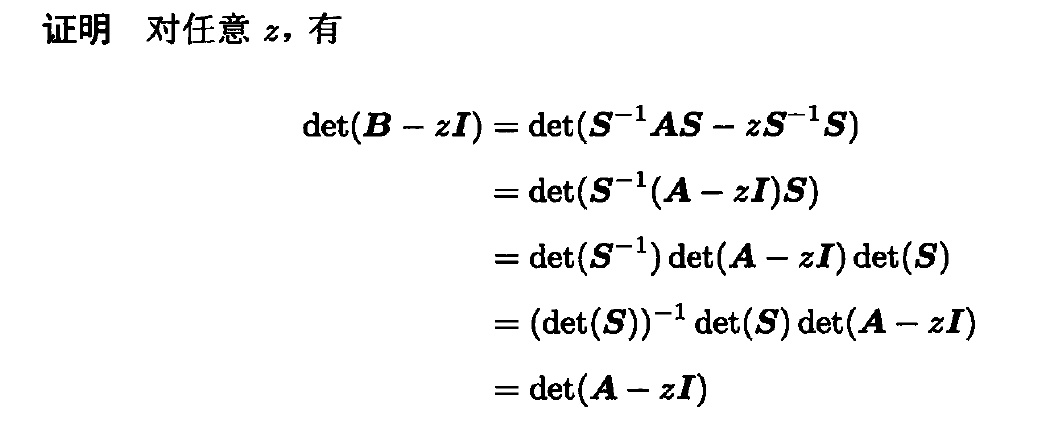 证明 对任意 z，有
det(B − zI) = det(S⁻¹AS − zS⁻¹S)
= det(S⁻¹(A − zI)S)
= det(S⁻¹) det(A − zI) det(S)
= (det(S))⁻¹ det(S) det(A − zI)
= det(A − zI)